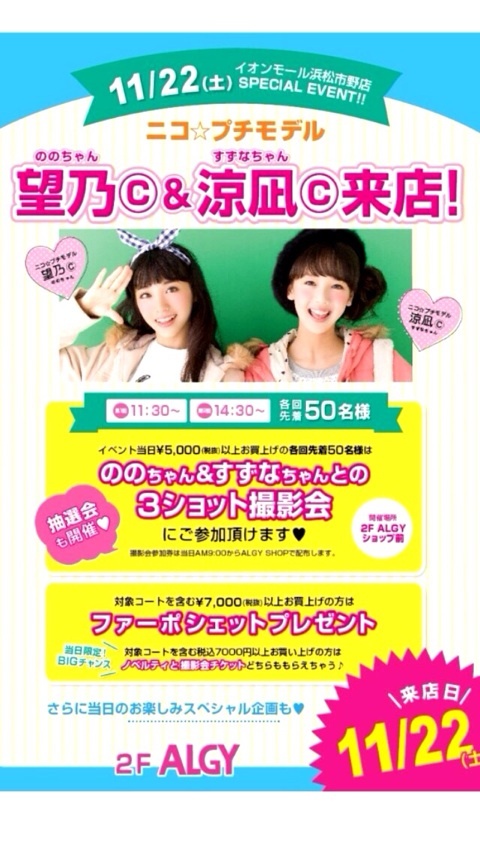 11/22(土)
イオンモール浜松市野店
SPECIAL EVENT!!
ニコ☆プチモデル
ののちゃん すずなちゃん
望乃©&涼凪©来店!
ニコ☆プチモデル
望乃©
ののちゃん
ニコ☆プチモデル
涼凪©
すずなちゃん
11:30~
14:30~
各回先着50名様
イベント当日¥5,000(税抜)以上お買上げの各回先着50名様は
ののちゃん&すずなちゃんとの
3ショット撮影会
にご参加頂けます♥
撮影会参加券は当日AM9:00からALGY SHOPで配布します。
抽選会
も開催♥
開催場所
2F ALGY
ショップ前
対象コートを含む¥7,000(税抜)以上お買上げの方は
ファーポシェットプレゼント
当日限定!
BIGチャンス
対象コートを含む税込7000円以上お買い上げの方は
ノベルティと撮影会チケットどちらももらえちゃう♪
さらに当日のお楽しみスペシャル企画も♥
2F ALGY
\来店日/
11/22(土